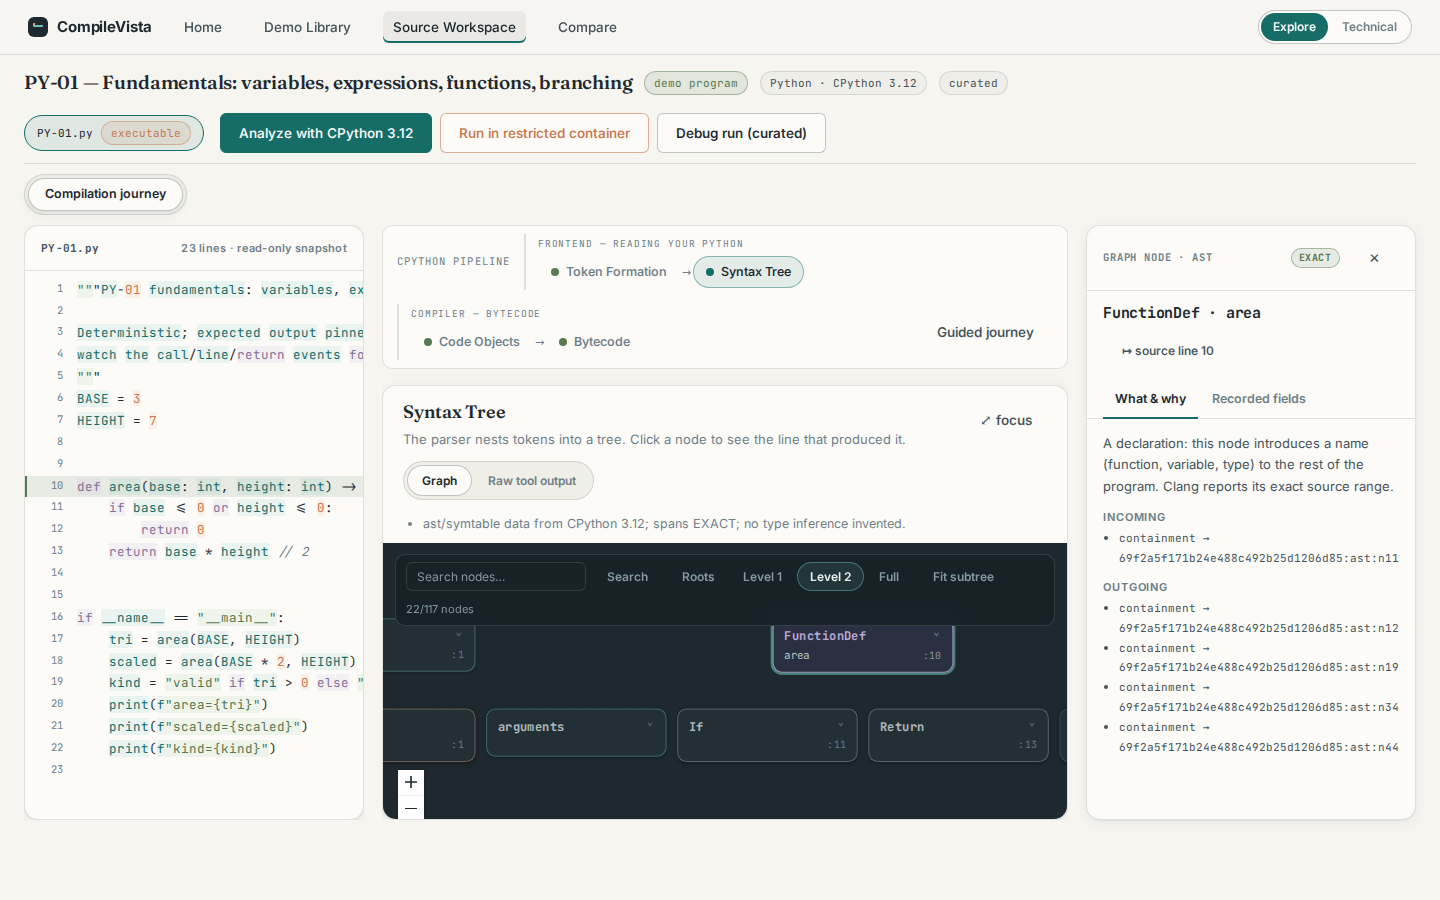 CompileVista
Home
Demo Library
Source Workspace
Compare
Explore
Technical
PY-01 — Fundamentals: variables, expressions, functions, branching
demo program
Python · CPython 3.12
curated
PY-01.py
executable
Analyze with CPython 3.12
Run in restricted container
Debug run (curated)
Compilation journey
PY-01.py
23 lines · read-only snapshot
1 """PY-01 fundamentals: variables, ex
2
3 Deterministic; expected output pinne
4 watch the call/line/return events fo
5 """
6 BASE = 3
7 HEIGHT = 7
8
9
10 def area(base: int, height: int) →
11 if base ≤ 0 or height ≤ 0:
12 return 0
13 return base * height // 2
14
15
16 if __name__ == "__main__":
17 tri = area(BASE, HEIGHT)
18 scaled = area(BASE * 2, HEIGHT)
19 kind = "valid" if tri > 0 else "
20 print(f"area={tri}")
21 print(f"scaled={scaled}")
22 print(f"kind={kind}")
23
CPYTHON PIPELINE
FRONTEND — READING YOUR PYTHON
Token Formation → Syntax Tree
COMPILER — BYTECODE
Code Objects → Bytecode
Guided journey
Syntax Tree
⤢ focus
The parser nests tokens into a tree. Click a node to see the line that produced it.
Graph
Raw tool output
• ast/symtable data from CPython 3.12; spans EXACT; no type inference invented.
Search nodes...
Search
Roots
Level 1
Level 2
Full
Fit subtree
22/117 nodes
:1
FunctionDef
area :10
:1
arguments
If
:11
Return
:13
+
−
GRAPH NODE · AST
EXACT
×
FunctionDef · area
↦ source line 10
What & why
Recorded fields
A declaration: this node introduces a name
(function, variable, type) to the rest of the
program. Clang reports its exact source range.
INCOMING
• containment →
69f2a5f171b24e488c492b25d1206d85:ast:n11
OUTGOING
• containment →
69f2a5f171b24e488c492b25d1206d85:ast:n12
• containment →
69f2a5f171b24e488c492b25d1206d85:ast:n19
• containment →
69f2a5f171b24e488c492b25d1206d85:ast:n34
• containment →
69f2a5f171b24e488c492b25d1206d85:ast:n44